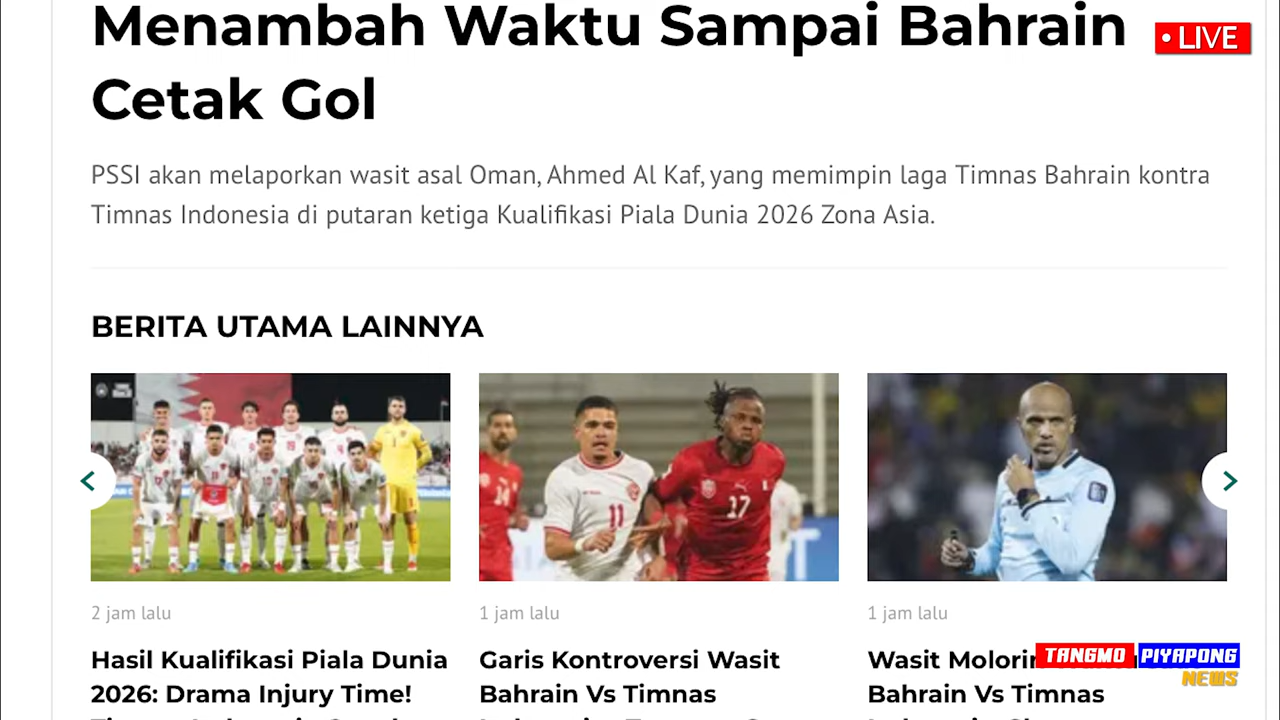 Menambah Waktu Sampai Bahrain
Cetak Gol
• LIVE
PSSI akan melaporkan wasit asal Oman, Ahmed Al Kaf, yang memimpin laga Timnas Bahrain kontra
Timnas Indonesia di putaran ketiga Kualifikasi Piala Dunia 2026 Zona Asia.
BERITA UTAMA LAINNYA
11
17
14
2 jam lalu
1 jam lalu
1 jam lalu
Hasil Kualifikasi Piala Dunia
2026: Drama Injury Time!
Garis Kontroversi Wasit
Bahrain Vs Timnas
Wasit
Bahrain Vs Timnas
TANGMO PIYAPONG
NEWS